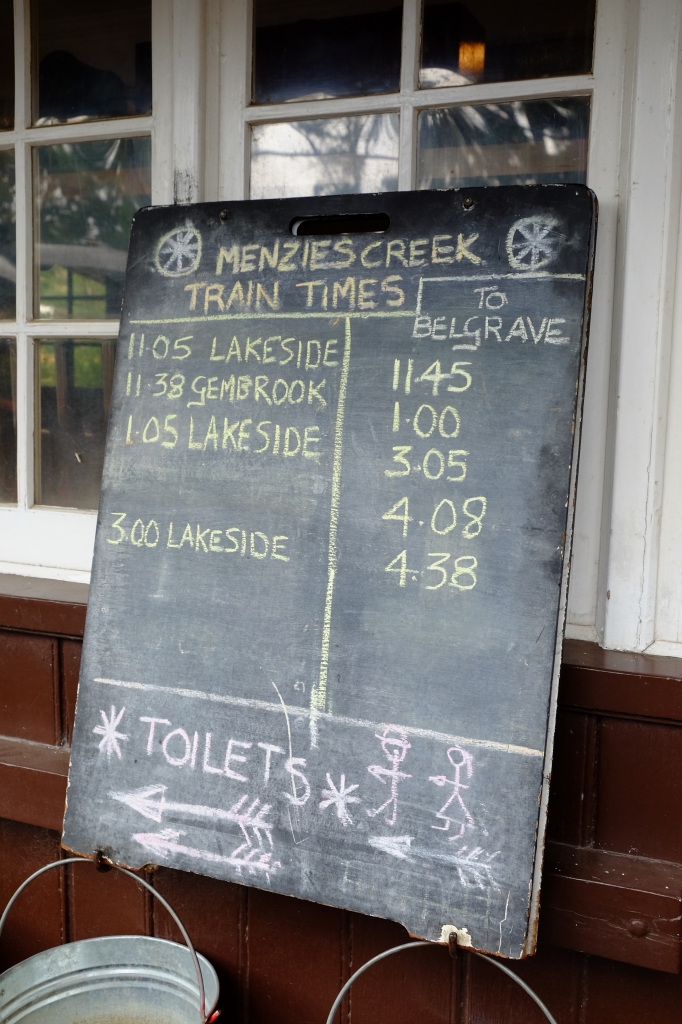 MENZIES CREEK
TRAIN TIMES
TO
BELGRAVE
11.05 LAKESIDE
11.38 GEMBROOK
1.05 LAKESIDE
3.00 LAKESIDE
11.45
1.00
3.05
4.08
4.38
TOILETS